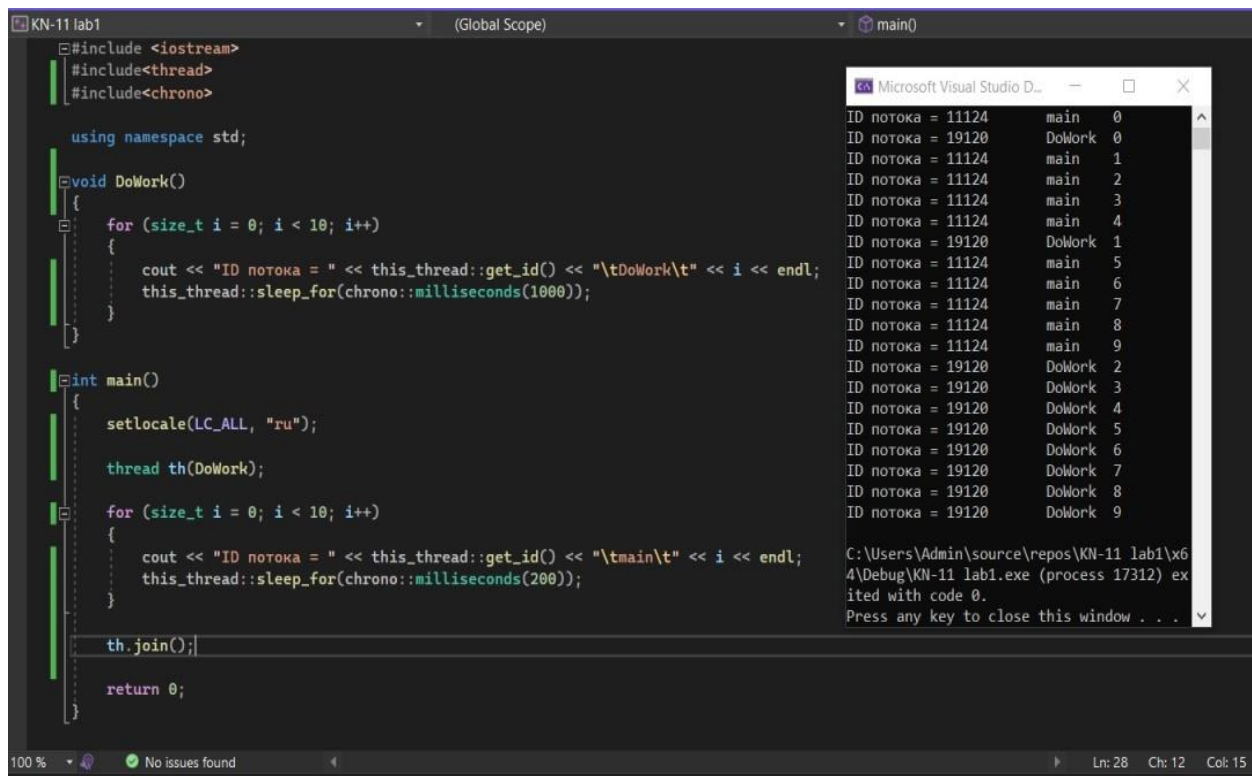 KN-11 lab1 (Global Scope) main()
#include <iostream>
#include<thread>
#include<chrono>
using namespace std;
void DoWork()
{
for (size_t i = 0; i < 10; i++)
{
cout << "ID потока = " << this_thread::get_id() << "\tDoWork\t" << i << endl;
this_thread::sleep_for(chrono::milliseconds(1000));
}
}
int main()
{
setlocale(LC_ALL, "ru");
thread th(DoWork);
for (size_t i = 0; i < 10; i++)
{
cout << "ID потока = " << this_thread::get_id() << "\tmain\t" << i << endl;
this_thread::sleep_for(chrono::milliseconds(200));
}
th.join();
return 0;
}
Microsoft Visual Studio D...
ID потока = 11124 main 0
ID потока = 19120 DoWork 0
ID потока = 11124 main 1
ID потока = 11124 main 2
ID потока = 11124 main 3
ID потока = 11124 main 4
ID потока = 19120 DoWork 1
ID потока = 11124 main 5
ID потока = 11124 main 6
ID потока = 11124 main 7
ID потока = 11124 main 8
ID потока = 11124 main 9
ID потока = 19120 DoWork 2
ID потока = 19120 DoWork 3
ID потока = 19120 DoWork 4
ID потока = 19120 DoWork 5
ID потока = 19120 DoWork 6
ID потока = 19120 DoWork 7
ID потока = 19120 DoWork 8
ID потока = 19120 DoWork 9
C:\Users\Admin\source\repos\KN-11 lab1\x6
4\Debug\KN-11 lab1.exe (process 17312) ex
ited with code 0.
Press any key to close this window . . .
100 % No issues found Ln: 28 Ch: 12 Col: 15